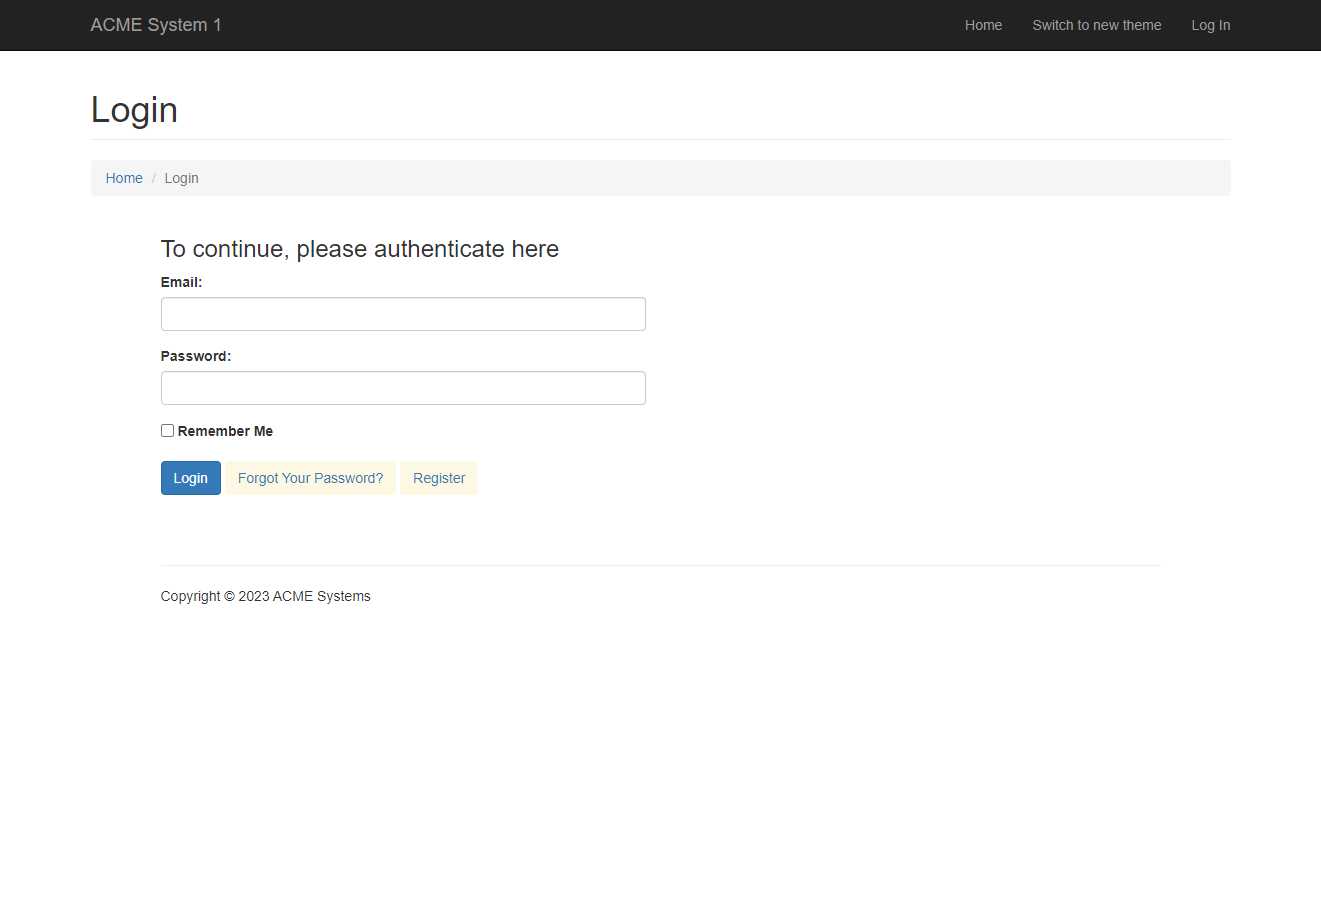 ACME System 1
Home Switch to new theme Log In
Login
Home / Login
To continue, please authenticate here
Email:
Password:
Remember Me
Login Forgot Your Password? Register
Copyright © 2023 ACME Systems